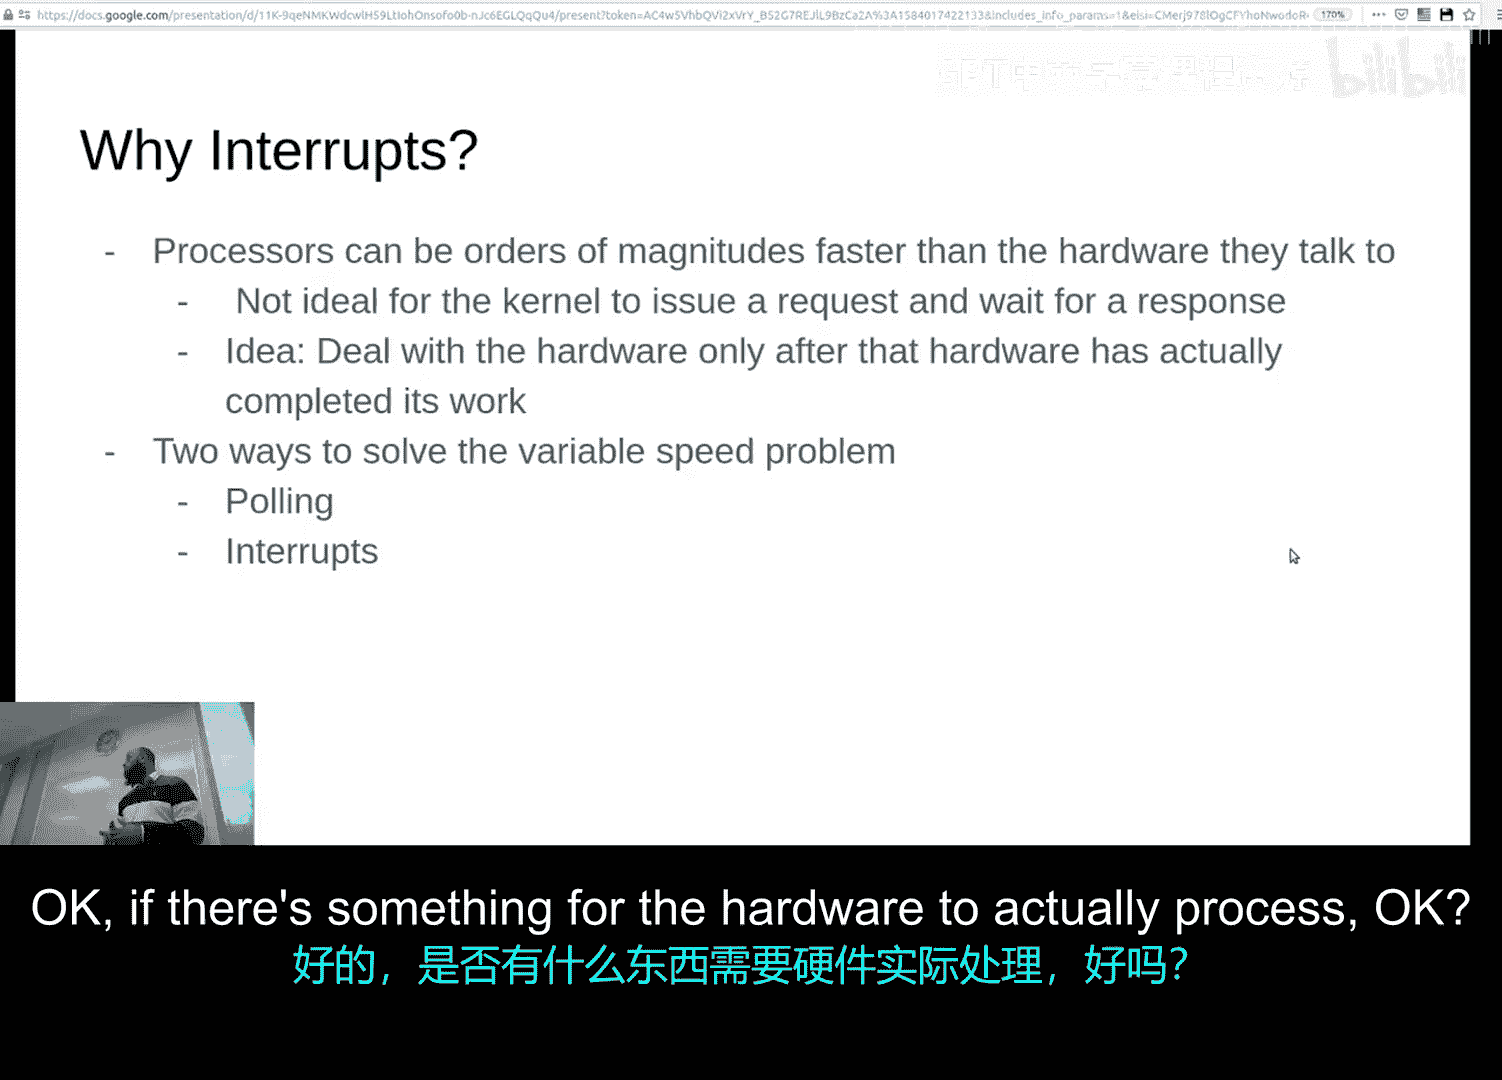 170%
bilibili
Why Interrupts?
- Processors can be orders of magnitudes faster than the hardware they talk to
- Not ideal for the kernel to issue a request and wait for a response
- Idea: Deal with the hardware only after that hardware has actually
completed its work
- Two ways to solve the variable speed problem
- Polling
- Interrupts
OK, if there's something for the hardware to actually process, OK?
好的，是否有什么东西需要硬件实际处理，好吗？